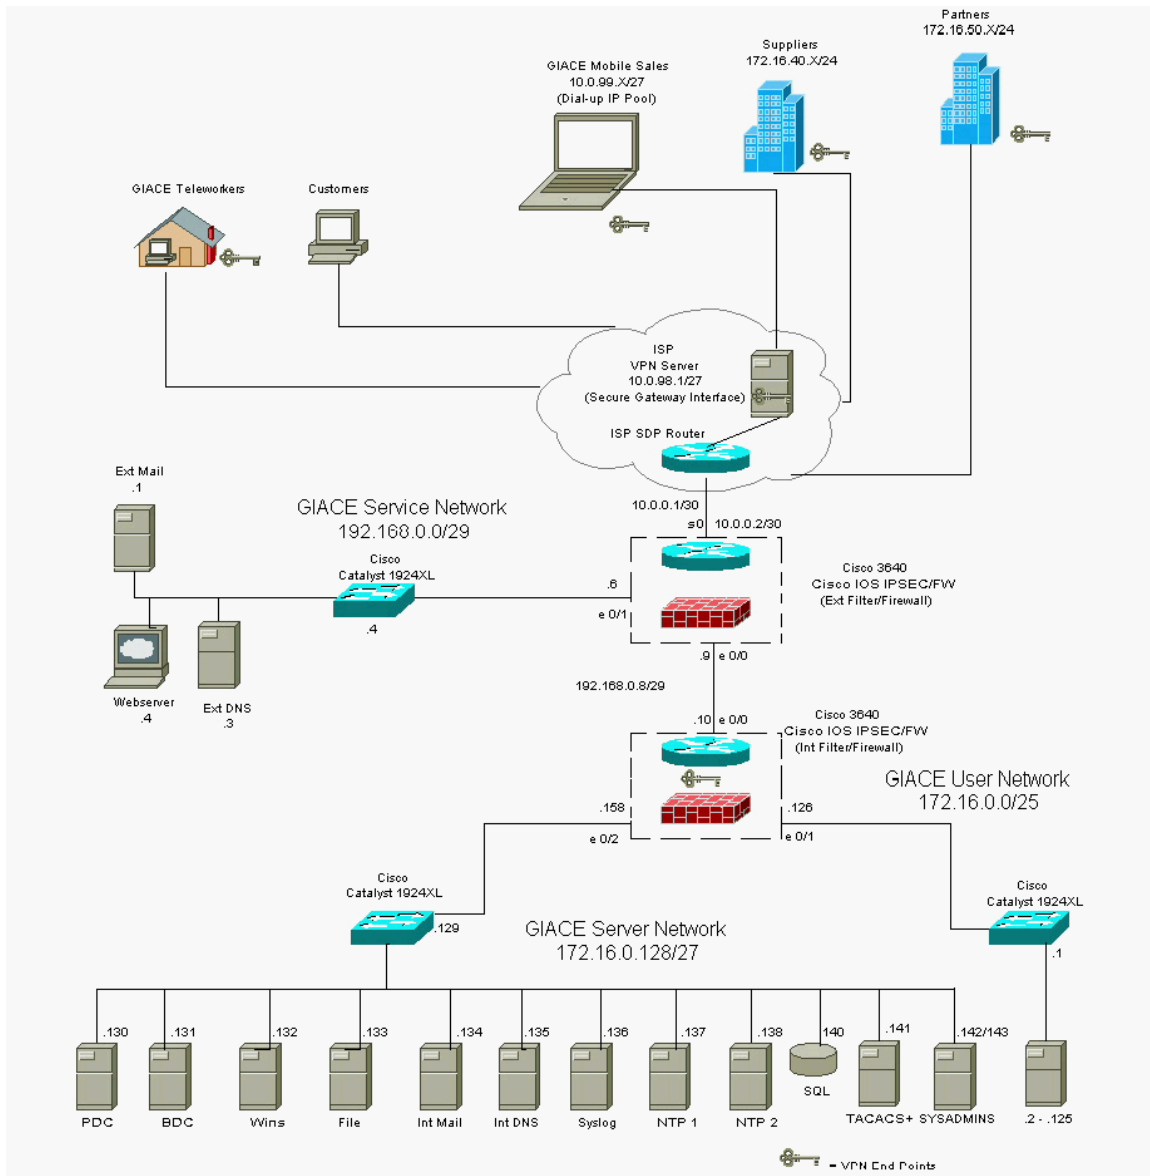 Partners
172.16.50.X/24
Suppliers
172.16.40.X/24
GIACE Mobile Sales
10.0.99.X/27
(Dial-up IP Pool)
GIACE Teleworkers
Customers
ISP
VPN Server
10.0.98.1/27
(Secure Gateway Interface)
ISP SDP Router
Ext Mail
.1
GIACE Service Network
192.168.0.0/29
10.0.0.1/30
s0 10.0.0.2/30
Cisco
Catalyst 1924XL
.4
.6
e 0/1
Cisco 3640
Cisco IOS IPSEC/FW
(Ext Filter/Firewall)
Webserver
.4
Ext DNS
.3
.9 e 0/0
192.168.0.8/29
.10 e 0/0
Cisco 3640
Cisco IOS IPSEC/FW
(Int Filter/Firewall)
GIACE User Network
172.16.0.0/25
.158
e 0/2
.126
e 0/1
Cisco
Catalyst 1924XL
.129
GIACE Server Network
172.16.0.128/27
Cisco
Catalyst 1924XL
.1
.130
.131
.132
.133
.134
.135
.136
.137
.138
140
.141
.142/143
PDC
BDC
Wins
File
Int Mail
Int DNS
Syslog
NTP 1
NTP 2
SQL
TACACS+
SYSADMINS
.2 - .125
= VPN End Points